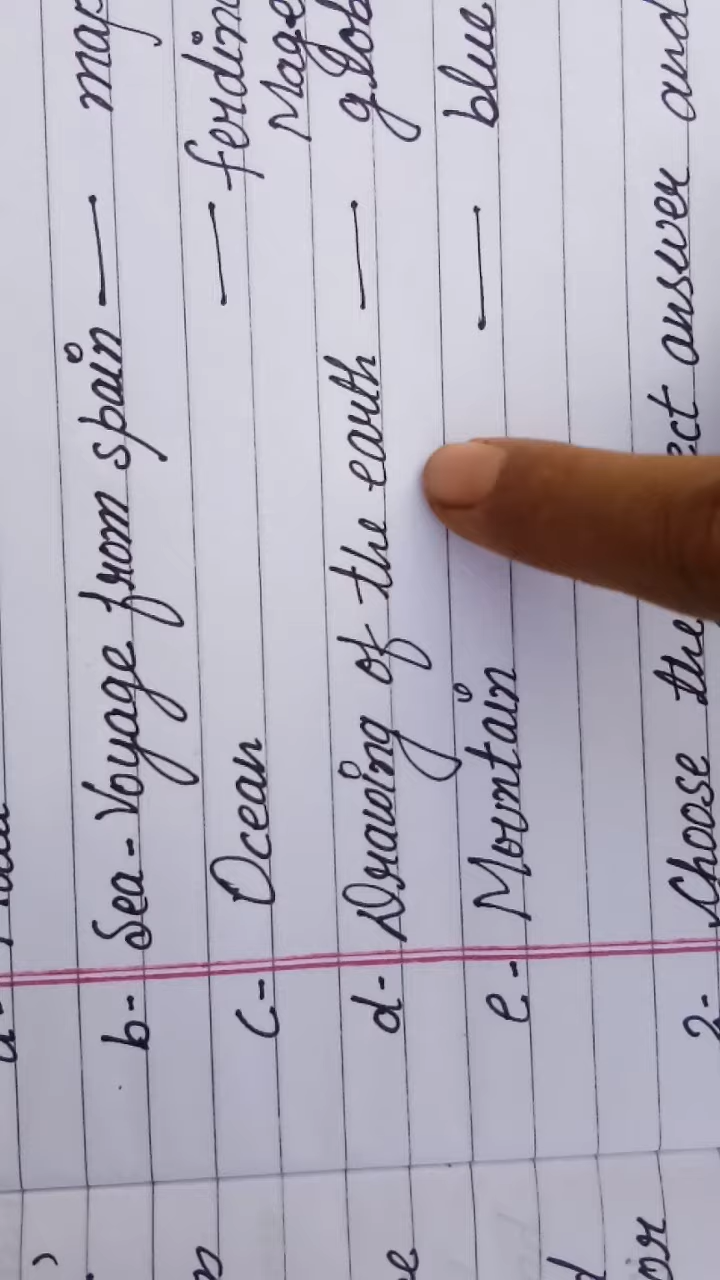 b- Sea-Voyage from spain — map
c- Ocean — ferdin
Mage
d- Drawing of the earth — glob
e- Mountain — blue
2- Choose the ect answer and